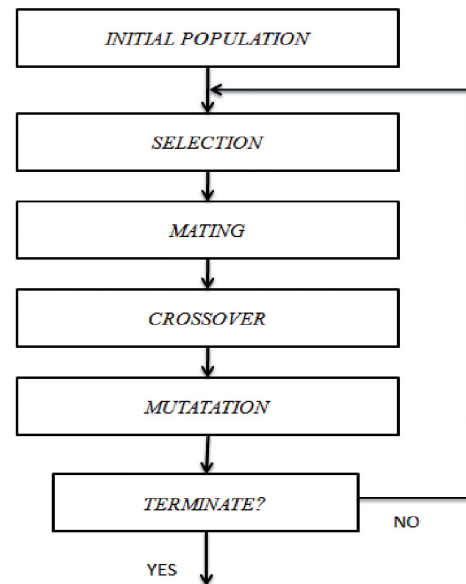 INITIAL POPULATION
SELECTION
MATING
CROSSOVER
MUTATATION
TERMINATE?
NO
YES